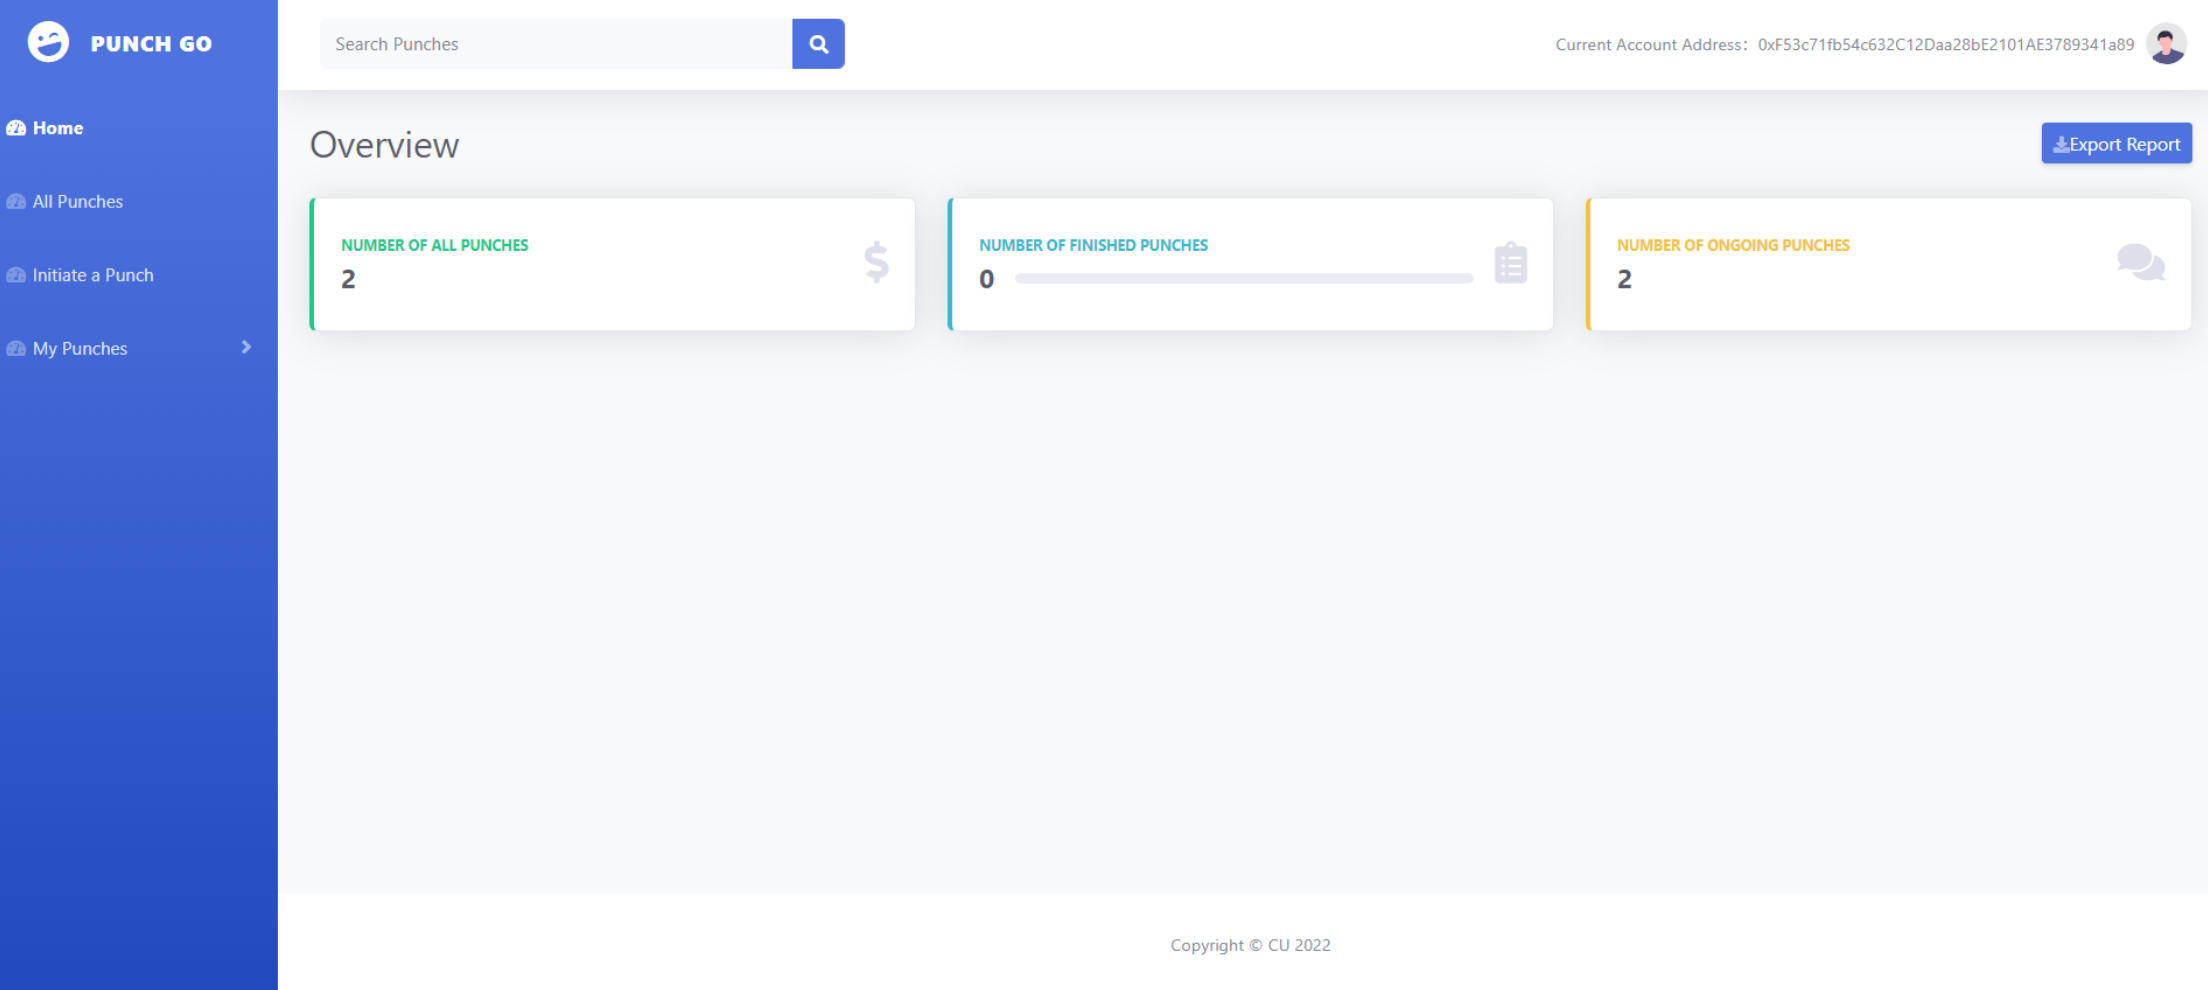 PUNCH GO
Home
All Punches
Initiate a Punch
My Punches
Search Punches
Current Account Address：0xF53c71fb54c632C12Daa28bE2101AE3789341a89
Overview
Export Report
NUMBER OF ALL PUNCHES
2
NUMBER OF FINISHED PUNCHES
0
NUMBER OF ONGOING PUNCHES
2
Copyright © CU 2022